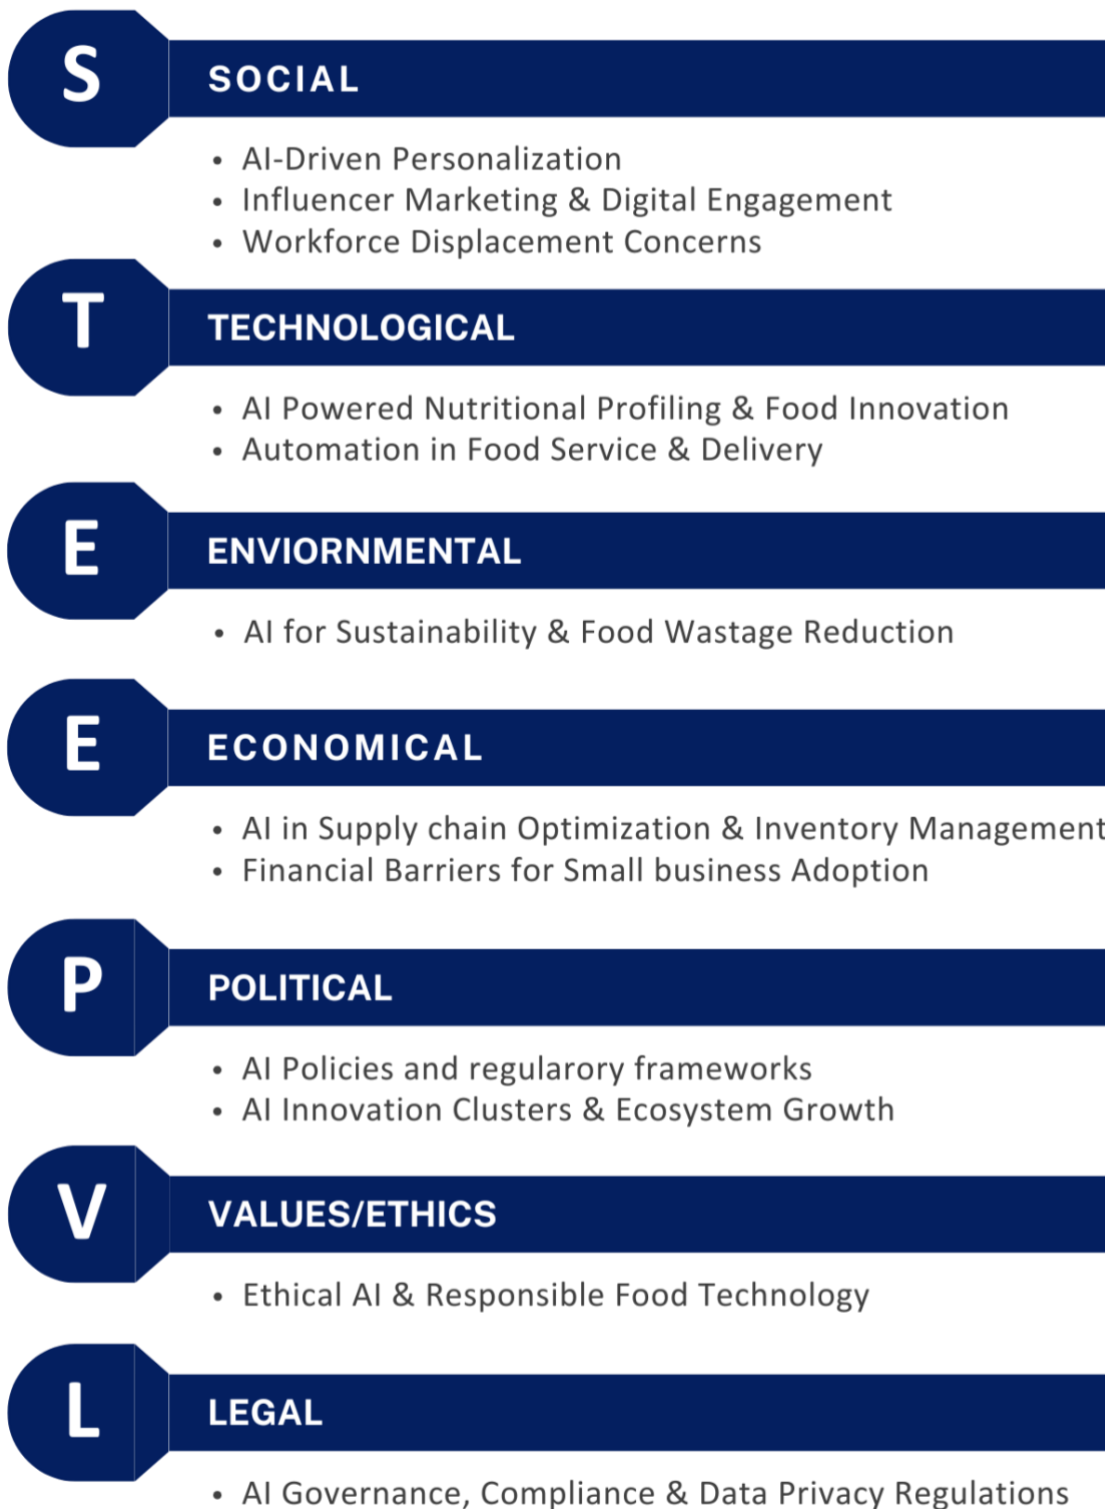 S
SOCIAL
• AI-Driven Personalization
• Influencer Marketing & Digital Engagement
• Workforce Displacement Concerns
T
TECHNOLOGICAL
• AI Powered Nutritional Profiling & Food Innovation
• Automation in Food Service & Delivery
E
ENVIORNMENTAL
• AI for Sustainability & Food Wastage Reduction
E
ECONOMICAL
• AI in Supply chain Optimization & Inventory Management
• Financial Barriers for Small business Adoption
P
POLITICAL
• AI Policies and regularory frameworks
• AI Innovation Clusters & Ecosystem Growth
V
VALUES/ETHICS
• Ethical AI & Responsible Food Technology
L
LEGAL
• AI Governance, Compliance & Data Privacy Regulations